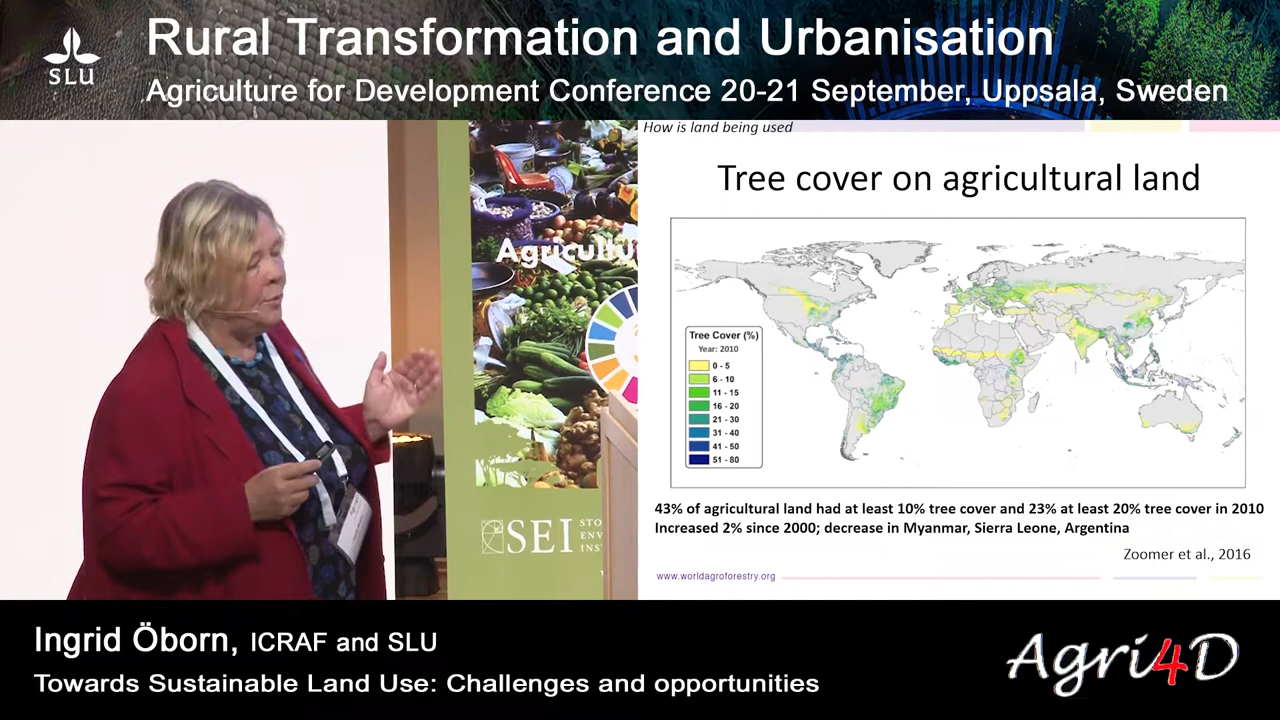 SLU
Rural Transformation and Urbanisation
Agriculture for Development Conference 20-21 September, Uppsala, Sweden
How is land being used
Tree cover on agricultural land
Tree Cover (%)
Year: 2010
0 - 5
6 - 10
11 - 15
16 - 20
21 - 30
31 - 40
41 - 50
51 - 80
43% of agricultural land had at least 10% tree cover and 23% at least 20% tree cover in 2010
Increased 2% since 2000; decrease in Myanmar, Sierra Leone, Argentina
Zoomer et al., 2016
www.worldagroforestry.org
SEI
ENV
INS
Ingrid Öborn, ICRAF and SLU
Towards Sustainable Land Use: Challenges and opportunities
Agri4D